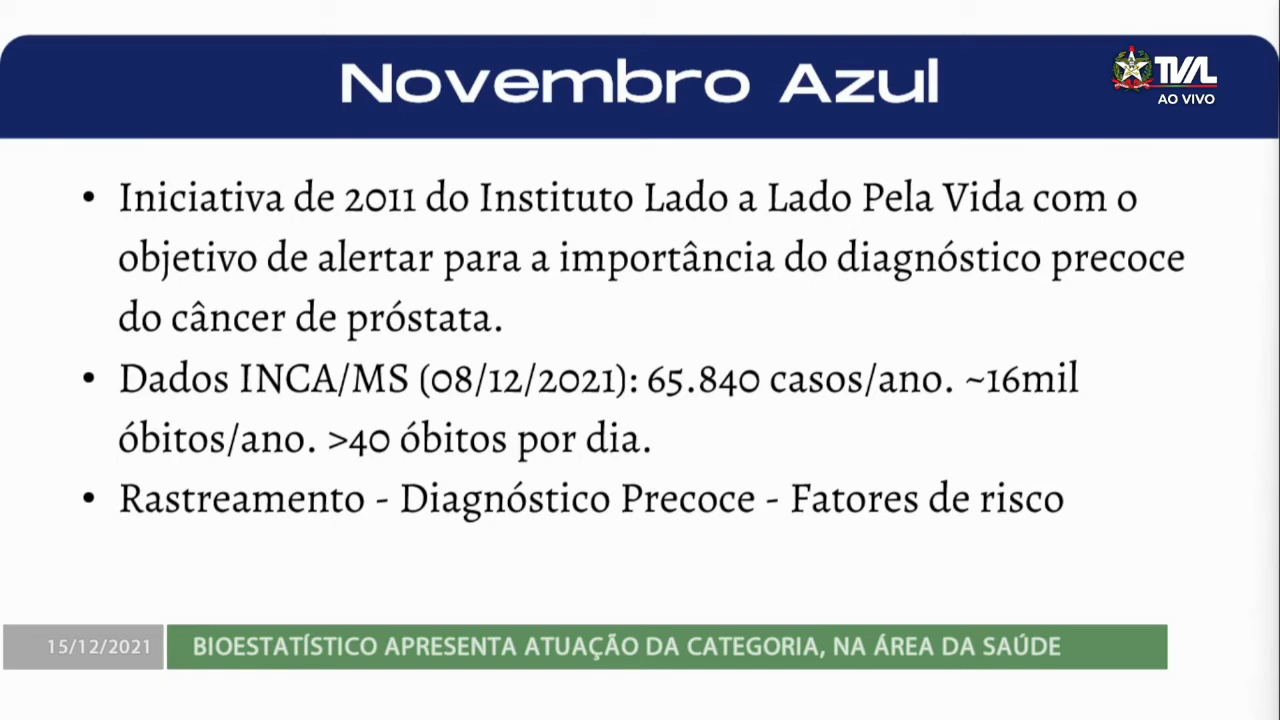 Novembro Azul
TVAL
AO VIVO
• Iniciativa de 2011 do Instituto Lado a Lado Pela Vida com o
objetivo de alertar para a importância do diagnóstico precoce
do câncer de próstata.
• Dados INCA/MS (08/12/2021): 65.840 casos/ano. ~16mil
óbitos/ano. >40 óbitos por dia.
• Rastreamento - Diagnóstico Precoce - Fatores de risco
15/12/2021 BIOESTATÍSTICO APRESENTA ATUAÇÃO DA CATEGORIA, NA ÁREA DA SAÚDE